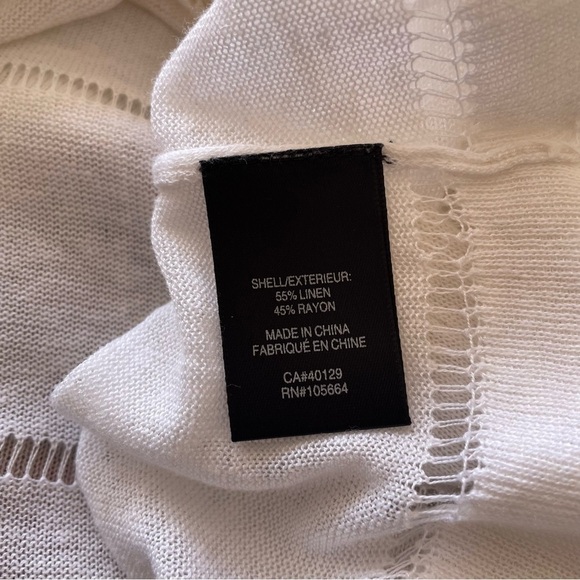 SHELL/EXTERIEUR:
55% LINEN
45% RAYON
MADE IN CHINA
FABRIQUÉ EN CHINE
CA#40129
RN#105664